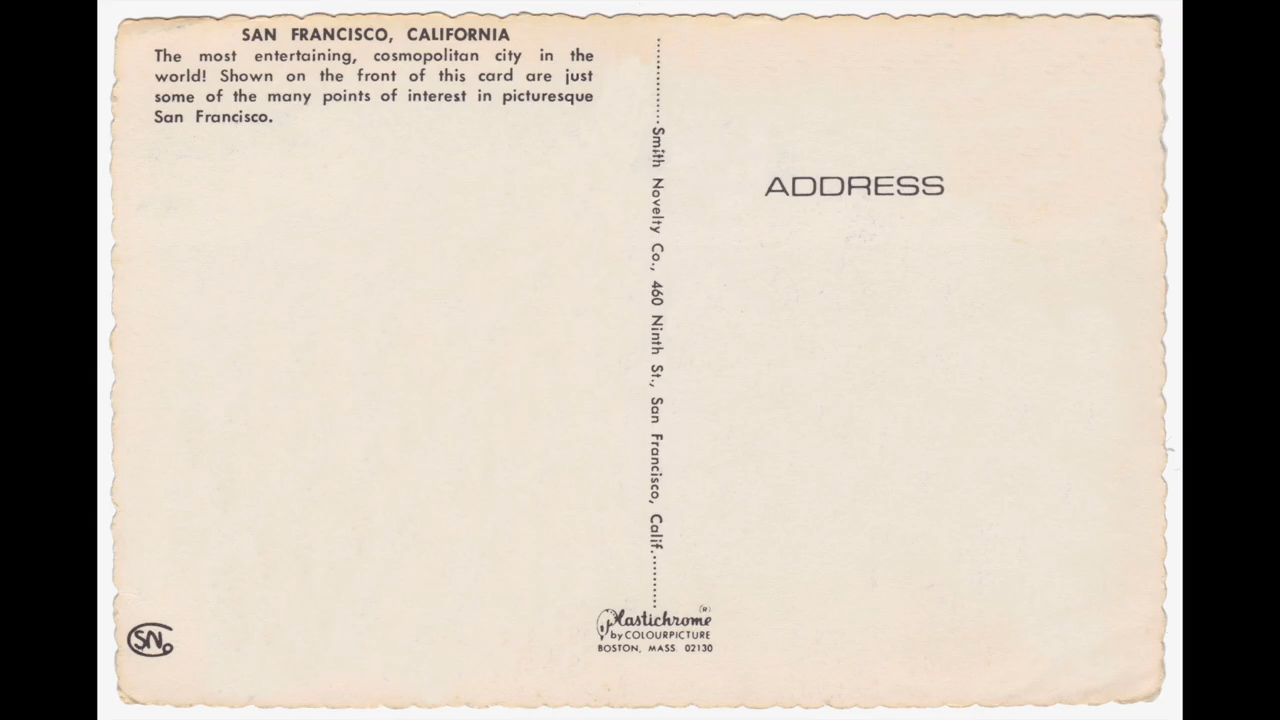 SAN FRANCISCO, CALIFORNIA
The most entertaining, cosmopolitan city in the
world! Shown on the front of this card are just
some of the many points of interest in picturesque
San Francisco.
Smith Novelty Co., 460 Ninth St., San Francisco, Calif.
ADDRESS
SN
Plastichrome (R)
by COLOURPICTURE
BOSTON, MASS 02130